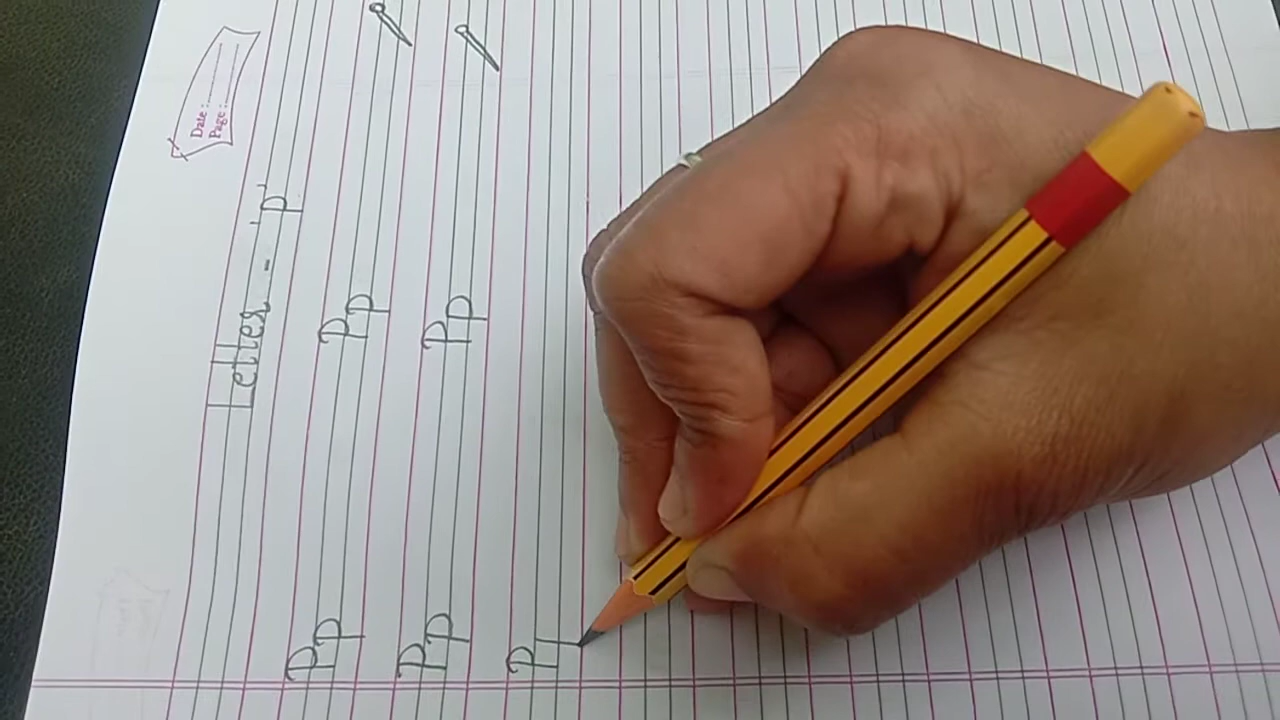 Date :
Page :
Letter - 'p'
Pp Pp
Pp Pp
P